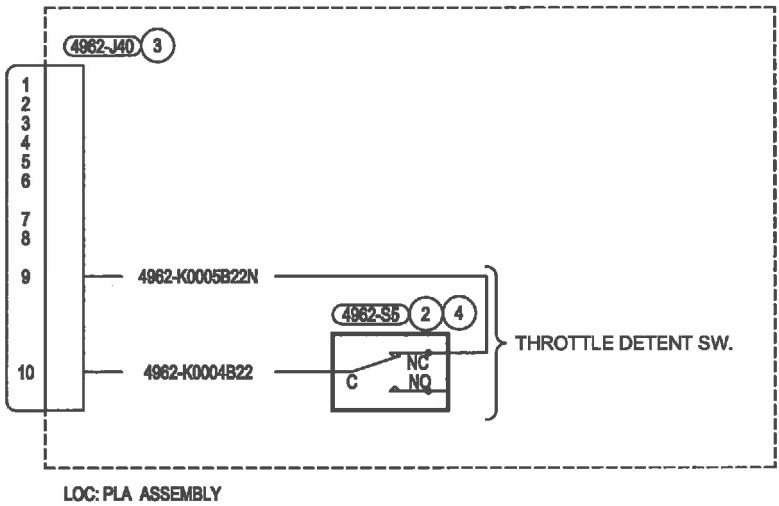 4962-J40 3
1
2
3
4
5
6
7
8
9 4962-K0005B22N
4962-S5 2 4
THROTTLE DETENT SW.
NC
10 4962-K0004B22 C
NO
LOC: PLA ASSEMBLY